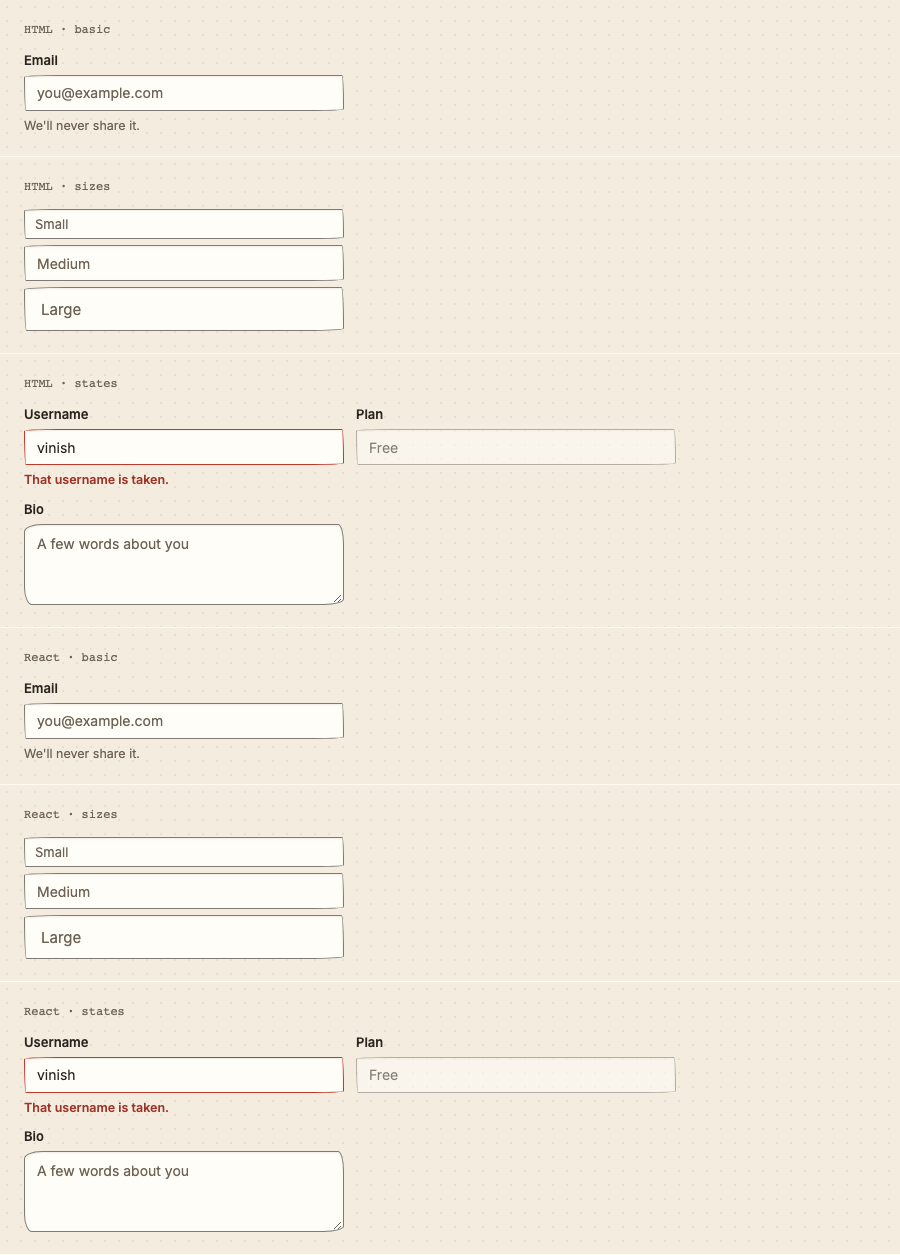 HTML · basic
Email
you@example.com
We'll never share it.
HTML · sizes
Small
Medium
Large
HTML · states
Username
Plan
vinish
Free
That username is taken.
Bio
A few words about you
React · basic
Email
you@example.com
We'll never share it.
React · sizes
Small
Medium
Large
React · states
Username
Plan
vinish
Free
That username is taken.
Bio
A few words about you